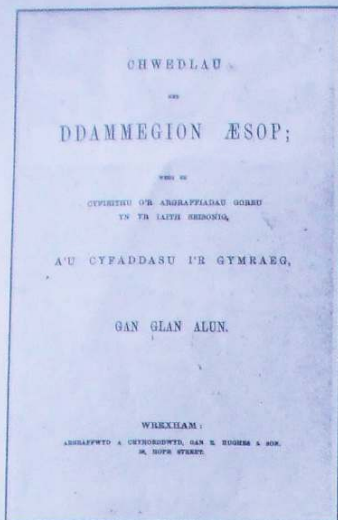 CHWEDLAU
NEU
DDAMMEGION ÆSOP;
WEDI EU
CYFIEITHU O'R ARGRAFFIADAU GOREU
YN YR IAITH SEISONIG,
A'U CYFADDASU I'R GYMRAEG,
GAN GLAN ALUN.
WREXHAM:
ARGRAFFWYD A CHYHOEDDWYD, GAN R. HUGHES & SON,
56, HOPE STREET.